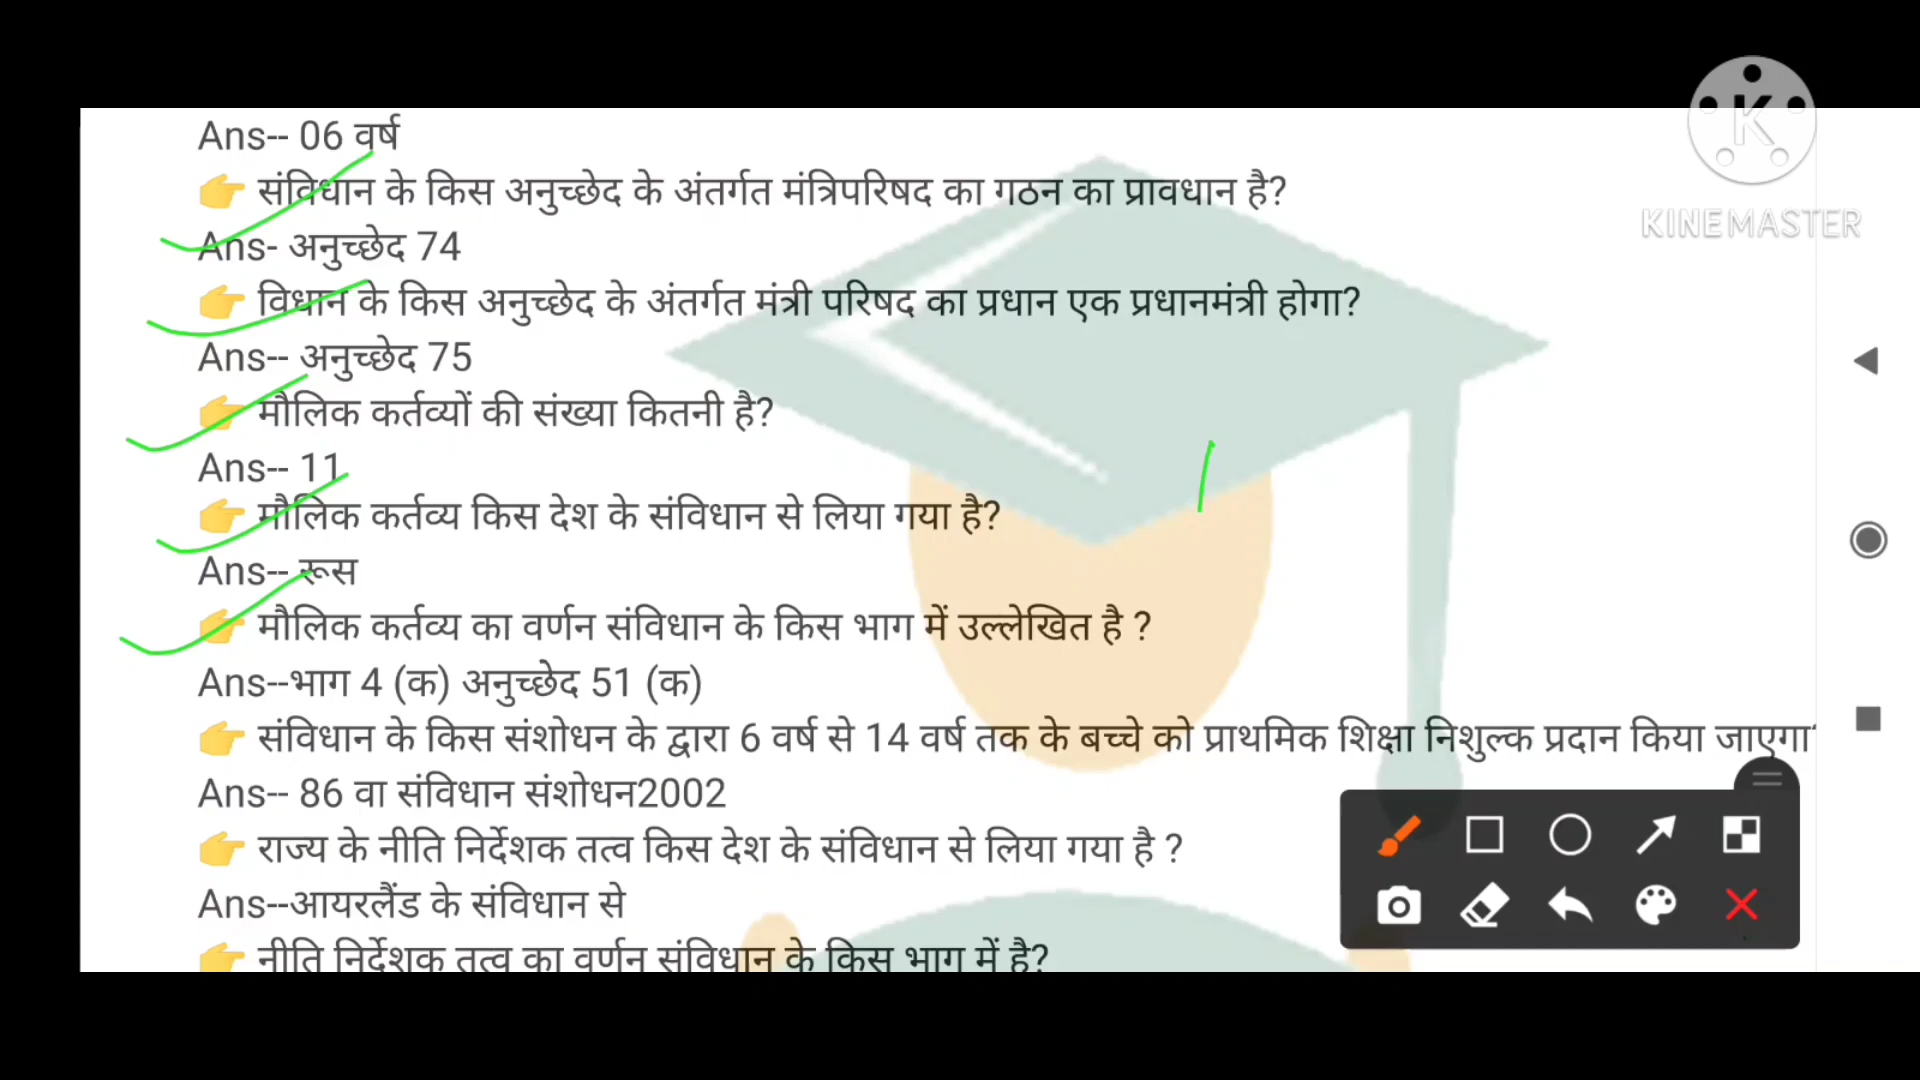 Ans-- 06 वर्ष
👉 संविधान के किस अनुच्छेद के अंतर्गत मंत्रिपरिषद का गठन का प्रावधान है?
Ans- अनुच्छेद 74
👉 विधान के किस अनुच्छेद के अंतर्गत मंत्री परिषद का प्रधान एक प्रधानमंत्री होगा?
Ans-- अनुच्छेद 75
👉 मौलिक कर्तव्यों की संख्या कितनी है?
Ans-- 11
👉 मौलिक कर्तव्य किस देश के संविधान से लिया गया है?
Ans-- रूस
👉 मौलिक कर्तव्य का वर्णन संविधान के किस भाग में उल्लेखित है ?
Ans--भाग 4 (क) अनुच्छेद 51 (क)
👉 संविधान के किस संशोधन के द्वारा 6 वर्ष से 14 वर्ष तक के बच्चे को प्राथमिक शिक्षा निशुल्क प्रदान किया जाएगा
Ans-- 86 वा संविधान संशोधन2002
👉 राज्य के नीति निर्देशक तत्व किस देश के संविधान से लिया गया है ?
Ans--आयरलैंड के संविधान से
👉 नीति निर्देशक तत्व का वर्णन संविधान के किस भाग में है?
K
KINEMASTER